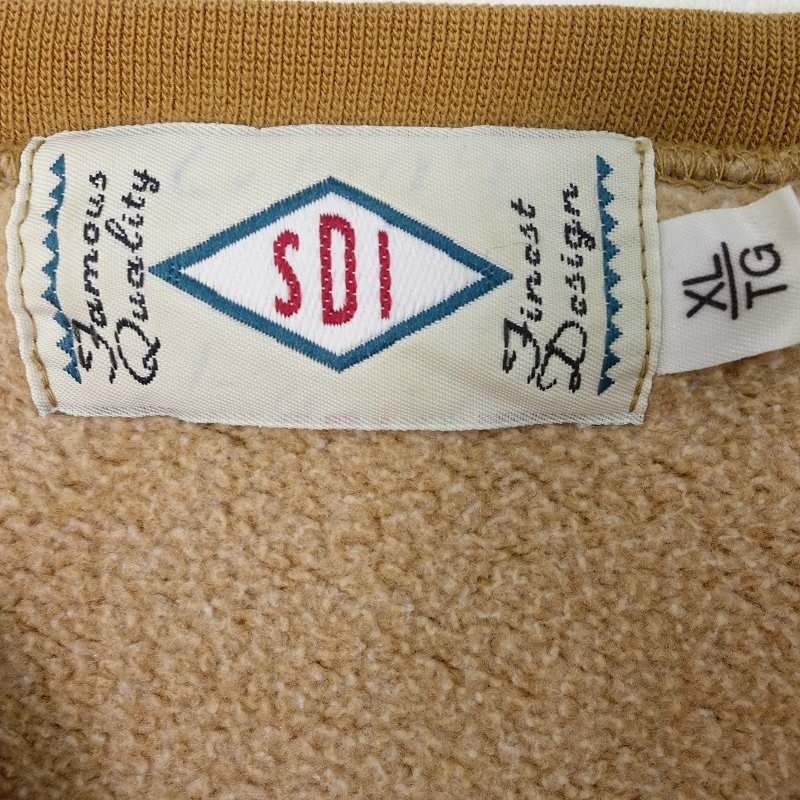 Famous
Quality
SDI
Finest
Design
XL
TG